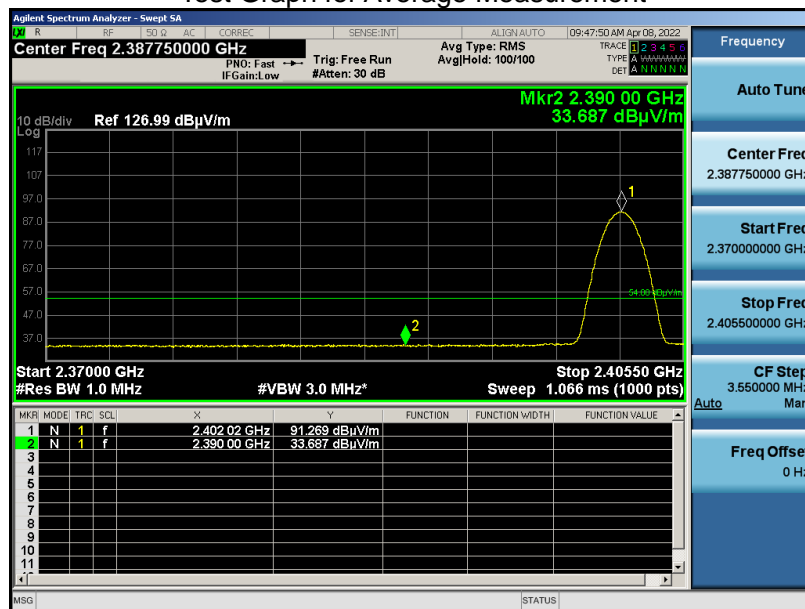 Test Graph for Average Measurement
Agilent Spectrum Analyzer - Swept SA
R RF 50 Ω AC CORREC SENSE:INT ALIGN AUTO 09:47:50 AM Apr 08, 2022
Center Freq 2.387750000 GHz
PNO: Fast
IFGain:Low
Trig: Free Run
#Atten: 30 dB
Avg Type: RMS
Avg|Hold: 100/100
TRACE 1 2 3 4 5 6
TYPE A
DET A N N N N N
Mkr2 2.390 00 GHz
33.687 dBµV/m
10 dB/div Ref 126.99 dBµV/m
Log
117
107
97.0
87.0
77.0
67.0
57.0
47.0
37.0
1
2
54.00 dBµV/m
Start 2.37000 GHz Stop 2.40550 GHz
#Res BW 1.0 MHz #VBW 3.0 MHz* Sweep 1.066 ms (1000 pts)
MKR MODE TRC SCL X Y FUNCTION FUNCTION WIDTH FUNCTION VALUE
1 N 1 f 2.402 02 GHz 91.269 dBµV/m
2 N 1 f 2.390 00 GHz 33.687 dBµV/m
3
4
5
6
7
8
9
10
11
MSG STATUS
Frequency
Auto Tune
Center Freq
2.387750000 GHz
Start Freq
2.370000000 GHz
Stop Freq
2.405500000 GHz
CF Step
3.550000 MHz
Auto Man
Freq Offset
0 Hz